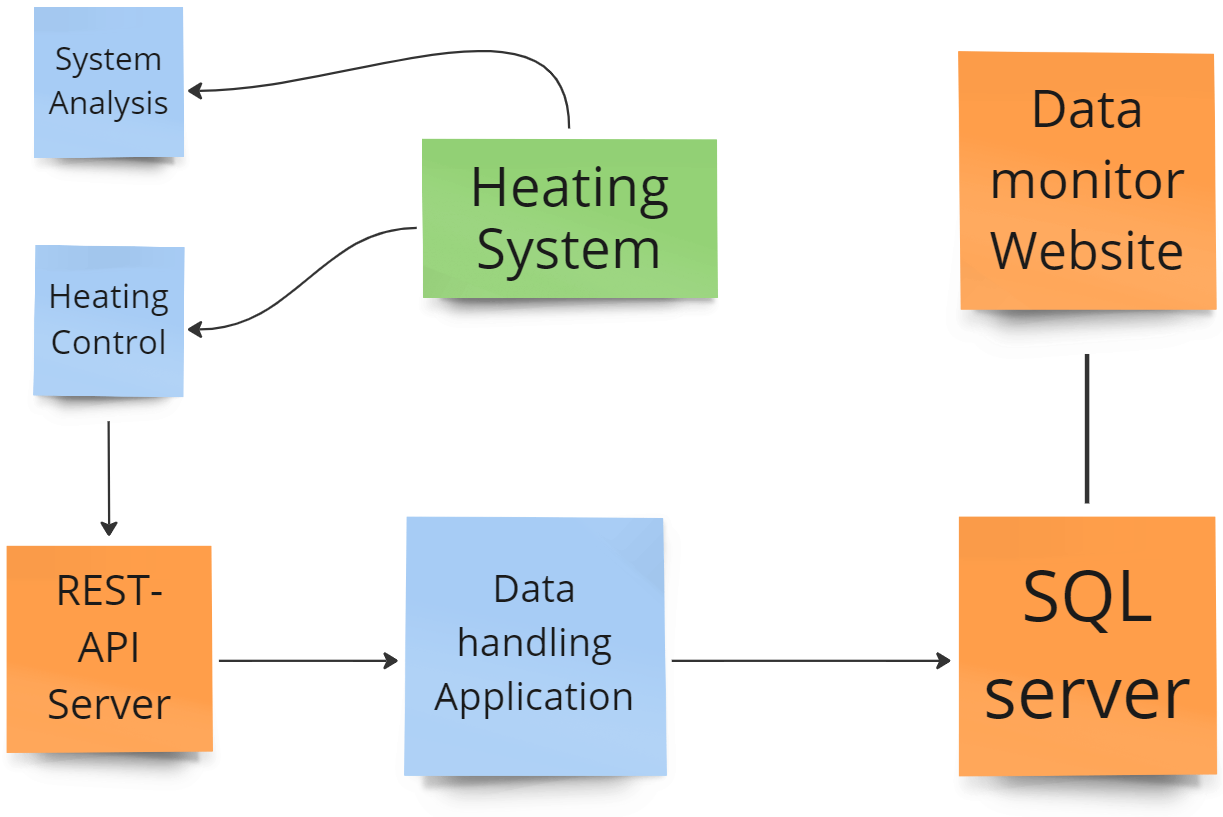 System
Analysis
Heating
System
Data
monitor
Website
Heating
Control
REST-
API
Server
Data
handling
Application
SQL
server